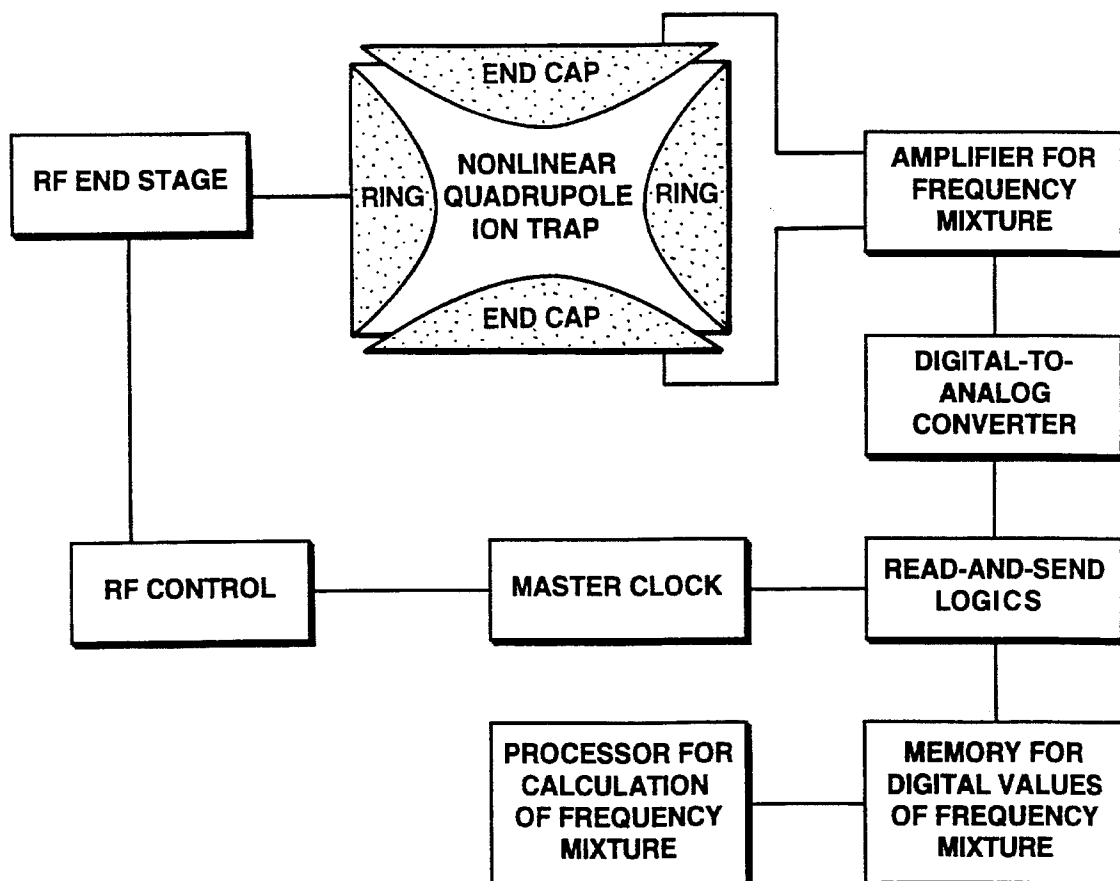 END CAP
RF END STAGE
RING
NONLINEAR
QUADRUPOLE
ION TRAP
RING
AMPLIFIER FOR
FREQUENCY
MIXTURE
END CAP
DIGITAL-TO-
ANALOG
CONVERTER
RF CONTROL
MASTER CLOCK
READ-AND-SEND
LOGICS
PROCESSOR FOR
CALCULATION
OF FREQUENCY
MIXTURE
MEMORY FOR
DIGITAL VALUES
OF FREQUENCY
MIXTURE